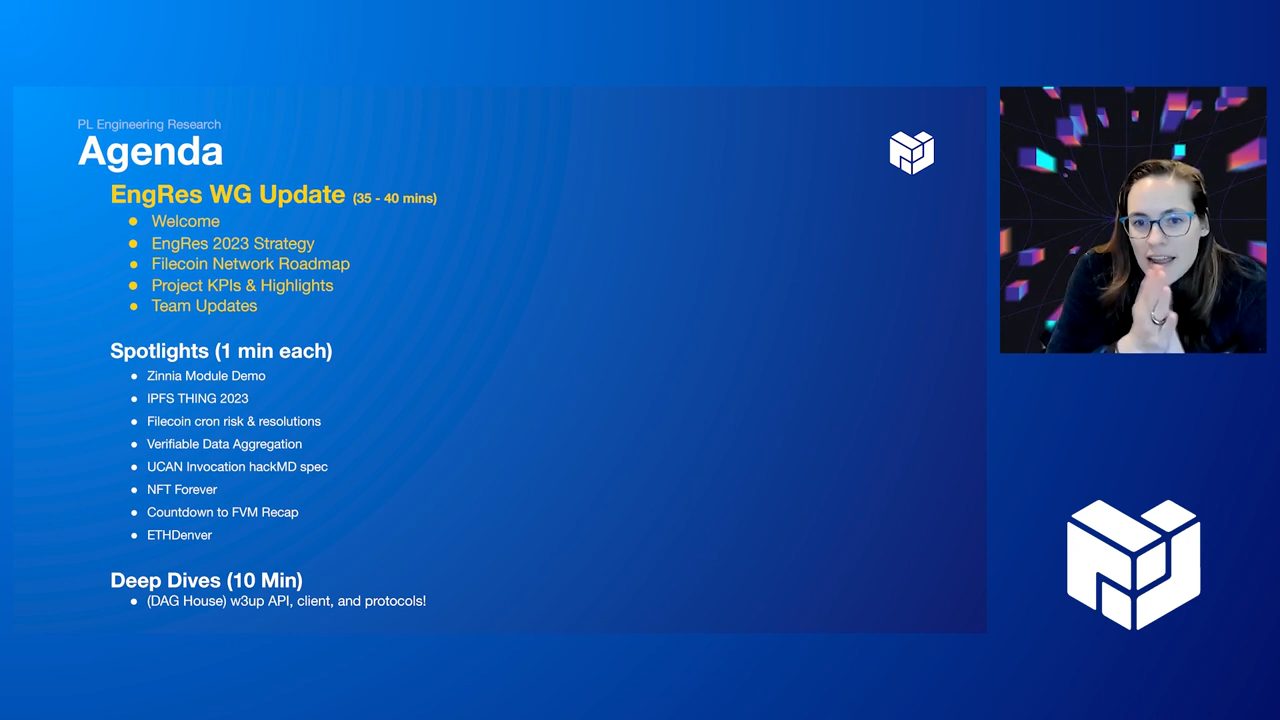 PL Engineering Research
Agenda
EngRes WG Update (35 - 40 mins)
● Welcome
● EngRes 2023 Strategy
● Filecoin Network Roadmap
● Project KPIs & Highlights
● Team Updates
Spotlights (1 min each)
● Zinnia Module Demo
● IPFS THING 2023
● Filecoin cron risk & resolutions
● Verifiable Data Aggregation
● UCAN Invocation hackMD spec
● NFT Forever
● Countdown to FVM Recap
● ETHDenver
Deep Dives (10 Min)
● (DAG House) w3up API, client, and protocols!